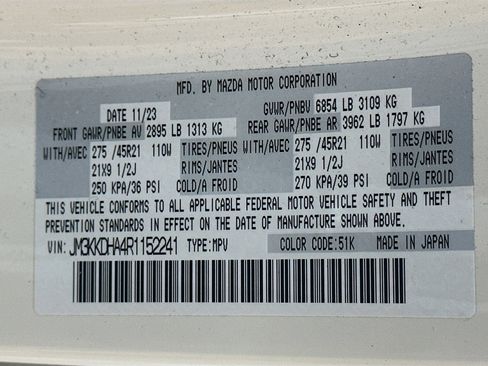 MFD. BY MAZDA MOTOR CORPORATION
DATE 11/23 GVWR/PNBV 6854 LB 3109 KG
FRONT GAWR/PNBE AV 2895 LB 1313 KG REAR GAWR/PNBE AR 3962 LB 1797 KG
WITH/AVEC 275 /45R21 110W TIRES/PNEUS WITH/AVEC 275 /45R21 110W TIRES/PNEUS
21X9 1/2J RIMS/JANTES 21X9 1/2J RIMS/JANTES
250 KPA/36 PSI COLD/A FROID 270 KPA/39 PSI COLD/A FROID
THIS VEHICLE CONFORMS TO ALL APPLICABLE FEDERAL MOTOR VEHICLE SAFETY AND THEFT
PREVENTION STANDARDS IN EFFECT ON THE DATE OF MANUFACTURE SHOWN ABOVE.
VIN: JM3KKDHA4R1152241 TYPE:MPV COLOR CODE:51K MADE IN JAPAN